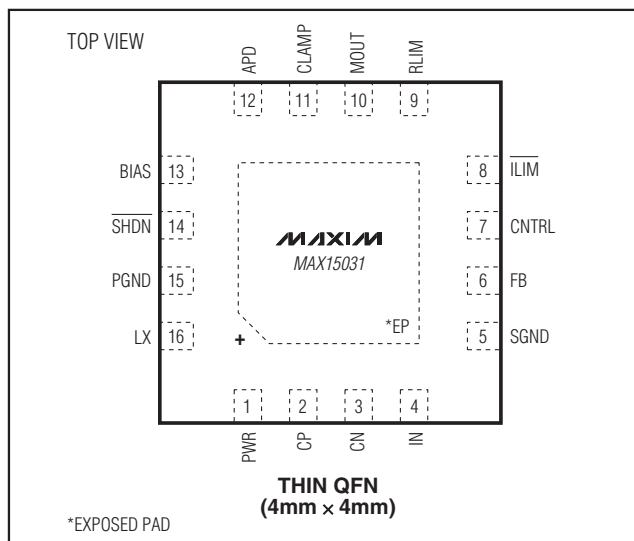 TOP VIEW
APD
CLAMP
MOUT
RLIM
12
11
10
9
BIAS 13
8 I̅L̅I̅M̅
S̅H̅D̅N̅ 14
7 CNTRL
MAXIM
MAX15031
PGND 15
6 FB
*EP
LX 16
5 SGND
+
1
2
3
4
PWR
CP
CN
IN
THIN QFN
(4mm × 4mm)
*EXPOSED PAD